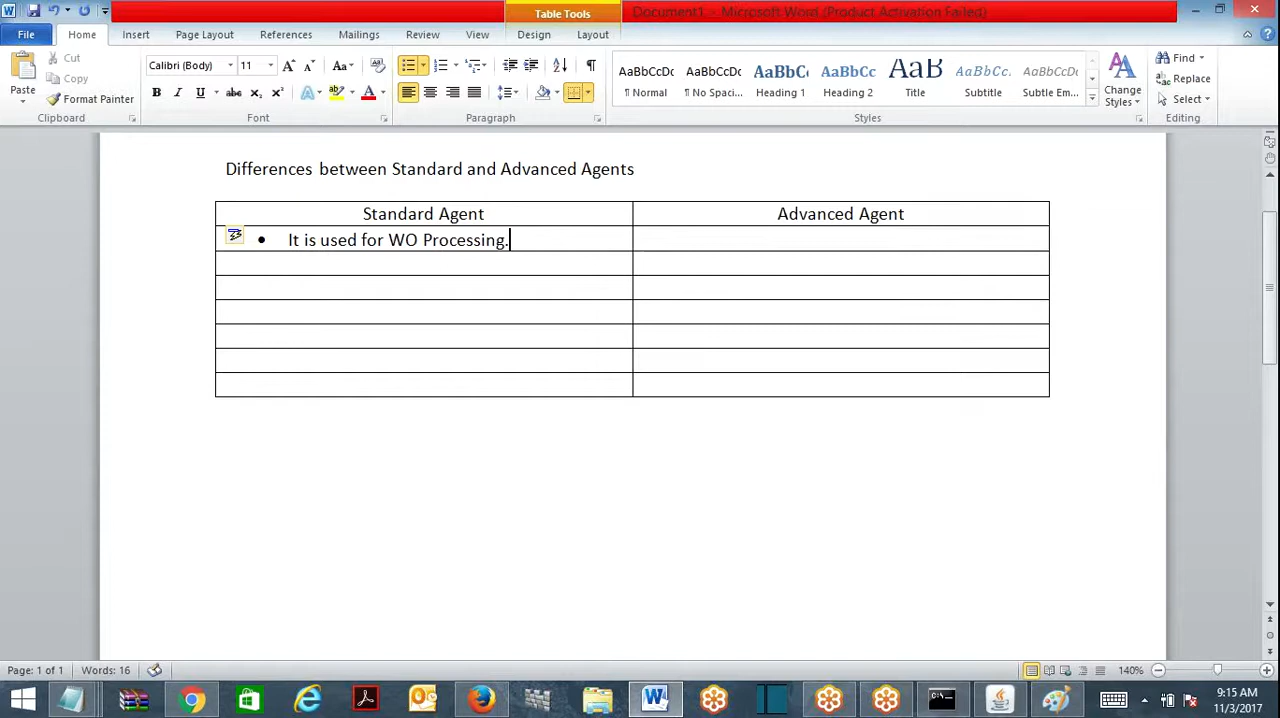 Table Tools
Document1 - Microsoft Word (Product Activation Failed)
File Home Insert Page Layout References Mailings Review View Design Layout
Paste
Cut
Copy
Format Painter
Clipboard
Calibri (Body) 11
Font
Paragraph
AaBbCcDc AaBbCcDc AaBbCc AaBbCc AaB AaBbCcDc AaBbCcDc
¶ Normal ¶ No Spaci... Heading 1 Heading 2 Title Subtitle Subtle Em...
Styles
Change Styles
Find
Replace
Select
Editing
Differences between Standard and Advanced Agents
Standard Agent Advanced Agent
• It is used for WO Processing.
Page: 1 of 1 Words: 16 140%
9:15 AM
11/3/2017